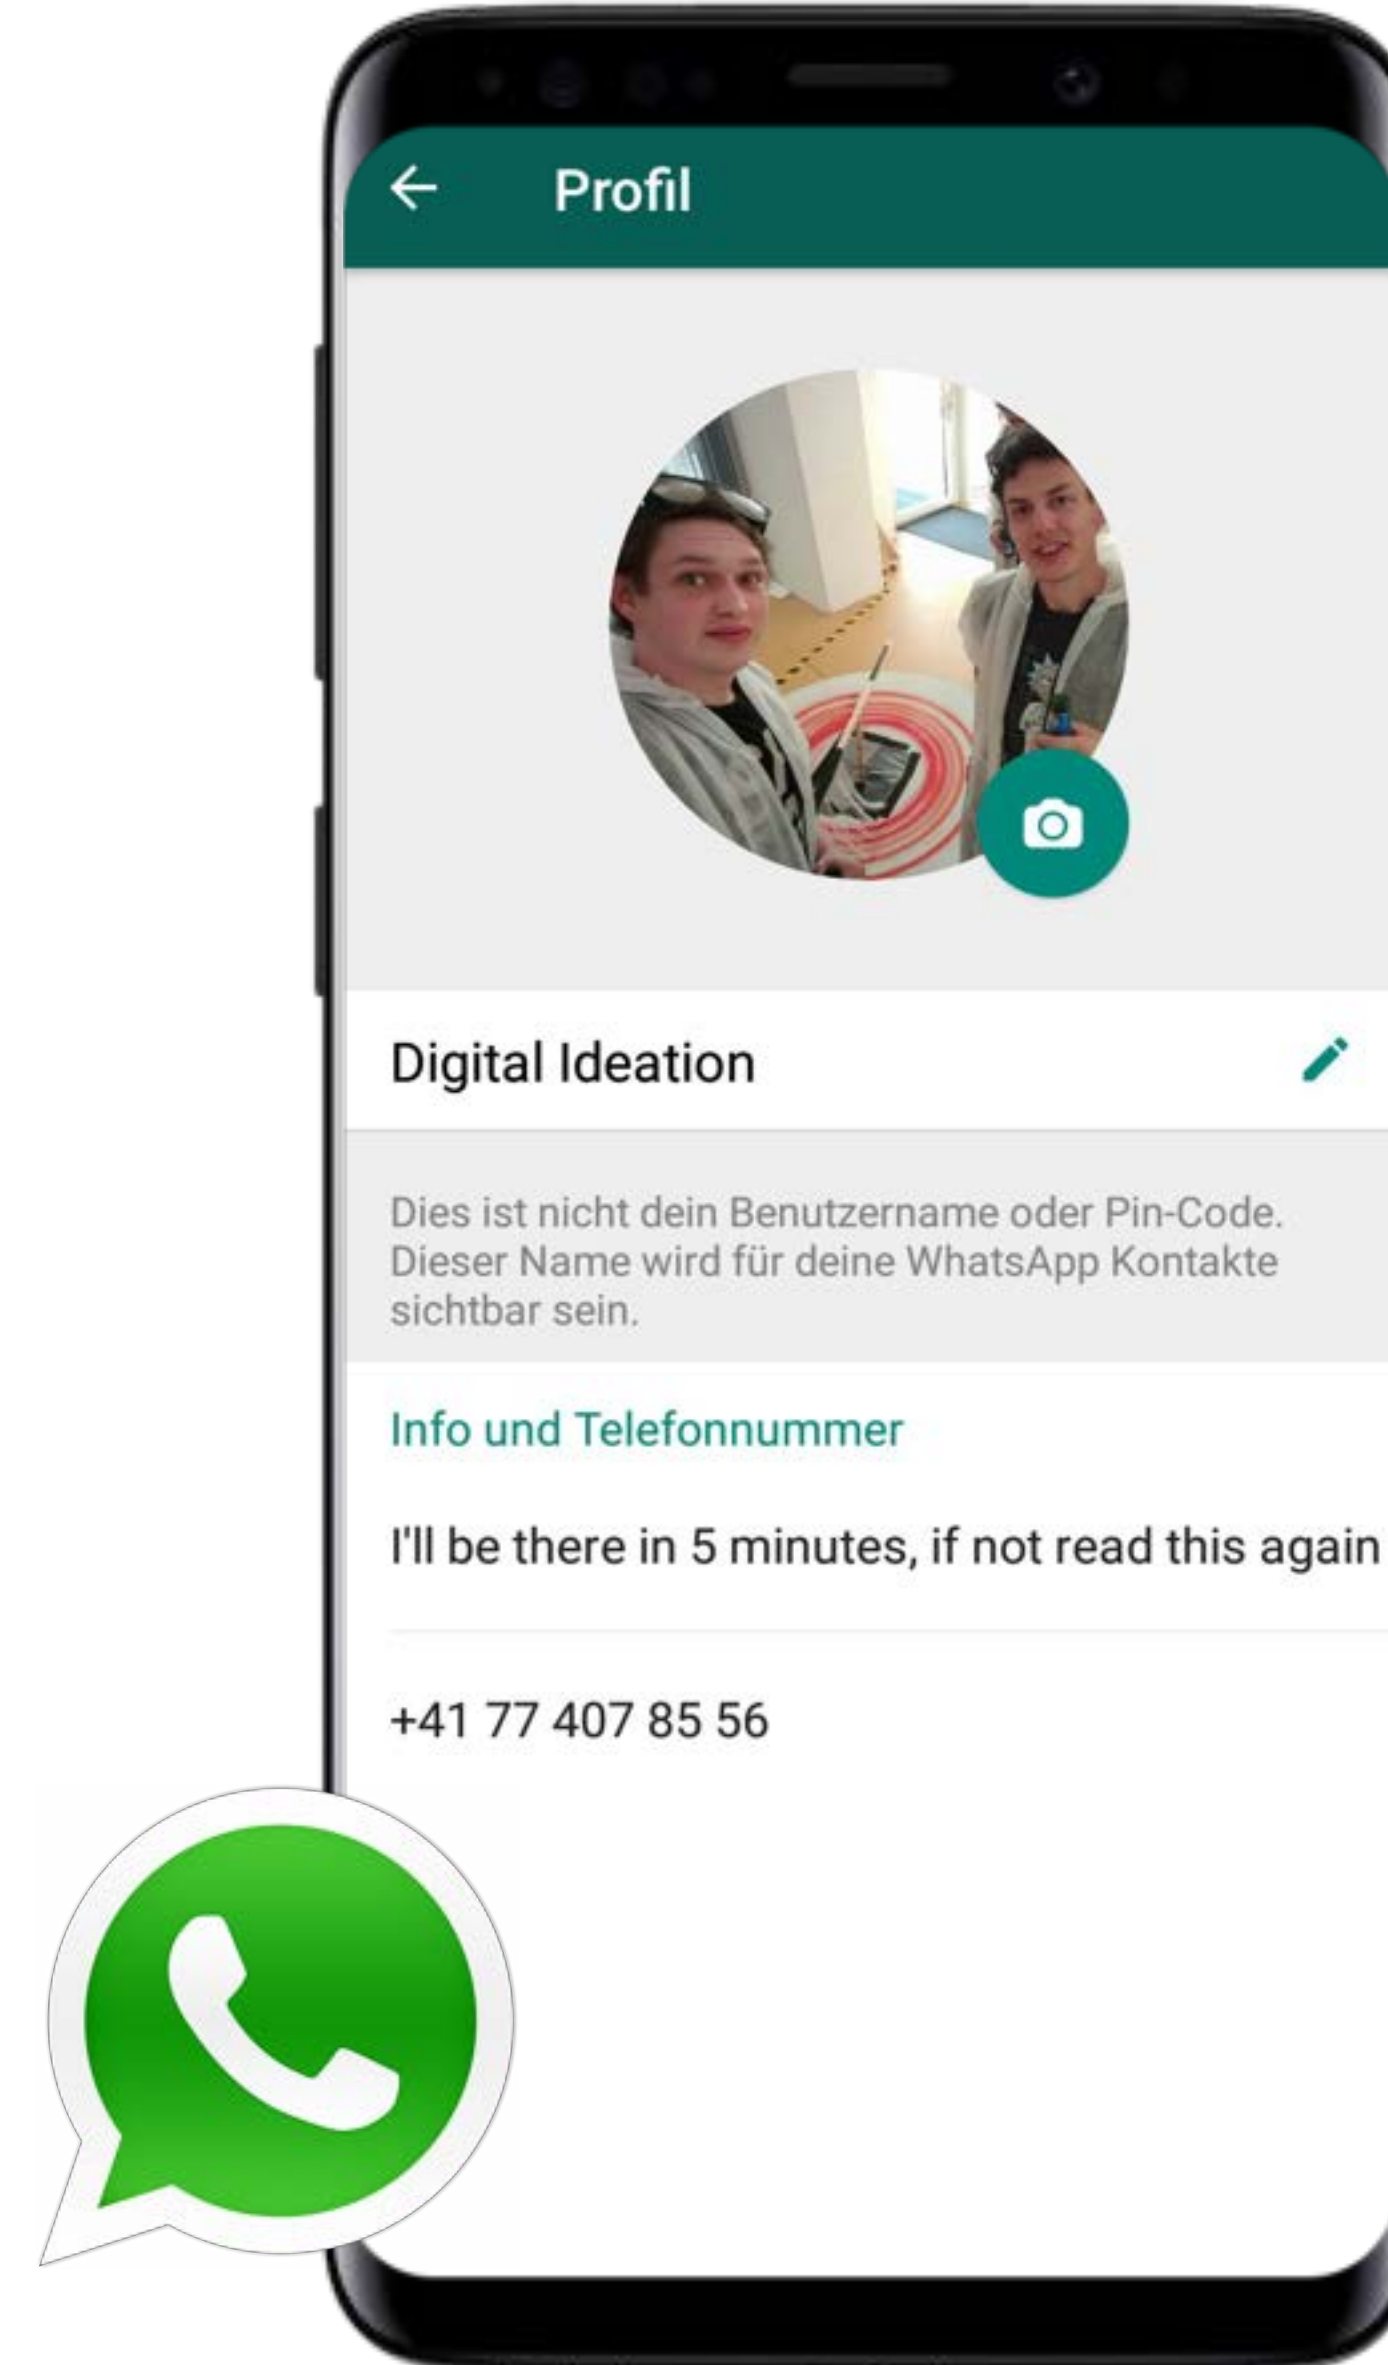 Profil
Digital Ideation
Dies ist nicht dein Benutzername oder Pin-Code.
Dieser Name wird für deine WhatsApp Kontakte
sichtbar sein.
Info und Telefonnummer
I'll be there in 5 minutes, if not read this again
+41 77 407 85 56